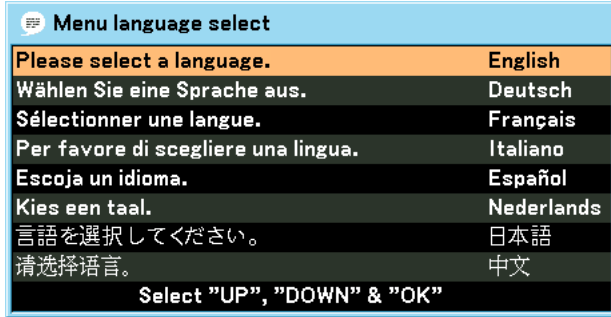 Menu language select
Please select a language. English
Wählen Sie eine Sprache aus. Deutsch
Sélectionner une langue. Français
Per favore di scegliere una lingua. Italiano
Escoja un idioma. Español
Kies een taal. Nederlands
言語を選択してください。 日本語
请选择语言。 中文
Select "UP", "DOWN" & "OK"